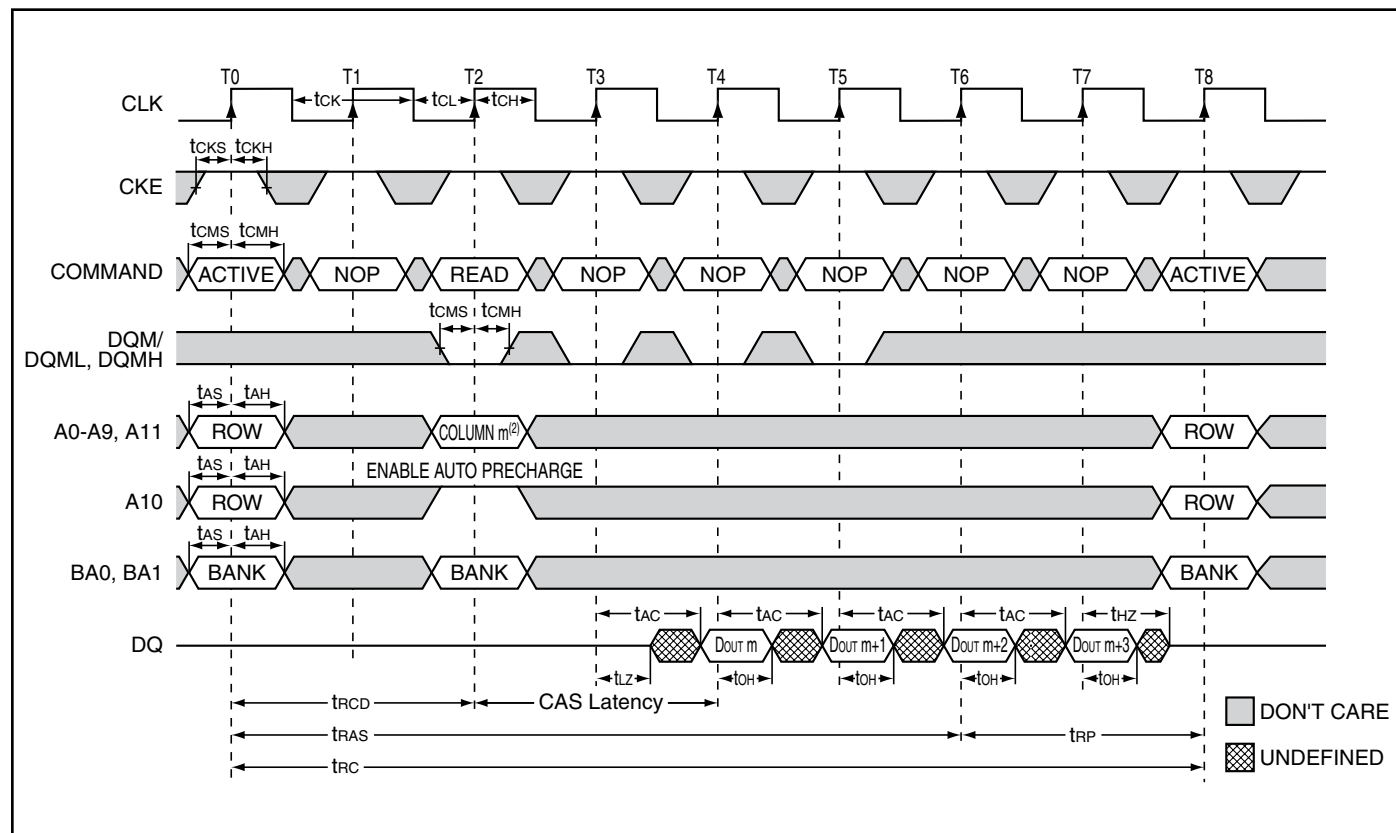 T0 T1 T2 T3 T4 T5 T6 T7 T8
CLK tCK tCL tCH
tCKS tCKH
CKE
tCMS tCMH
COMMAND ACTIVE NOP READ NOP NOP NOP NOP NOP ACTIVE
tCMS tCMH
DQM/
DQML, DQMH
tAS tAH
A0-A9, A11 ROW COLUMN m(2) ROW
tAS tAH ENABLE AUTO PRECHARGE
A10 ROW ROW
tAS tAH
BA0, BA1 BANK BANK BANK
tAC tAC tAC tAC tHZ
DQ DOUT m DOUT m+1 DOUT m+2 DOUT m+3
tLZ tOH tOH tOH tOH
tRCD CAS Latency
DON'T CARE
tRAS tRP
UNDEFINED
tRC